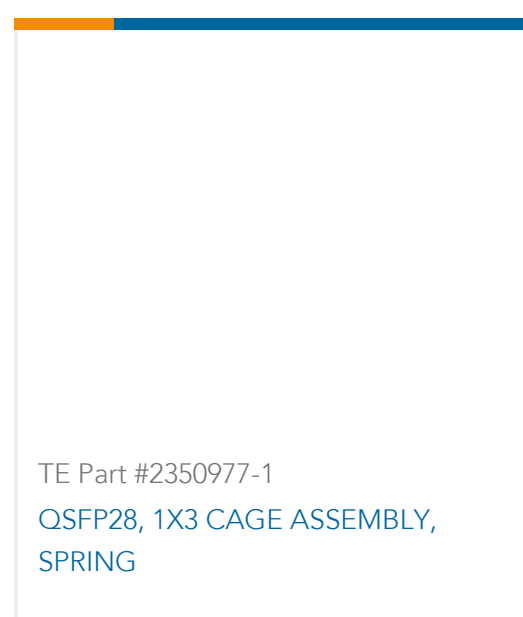 TE Part #2350977-1
QSFP28, 1X3 CAGE ASSEMBLY,
SPRING